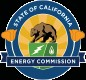 STATE OF CALIFORNIA
ENERGY COMMISSION